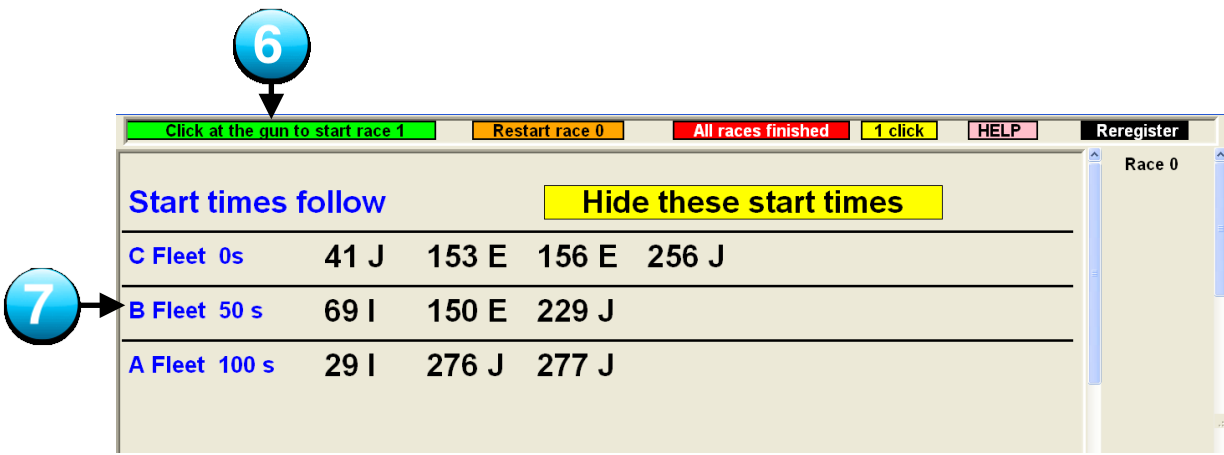 6
Click at the gun to start race 1 Restart race 0 All races finished 1 click HELP Reregister
Race 0
Start times follow Hide these start times
C Fleet 0s 41 J 153 E 156 E 256 J
7
B Fleet 50 s 69 I 150 E 229 J
A Fleet 100 s 29 I 276 J 277 J